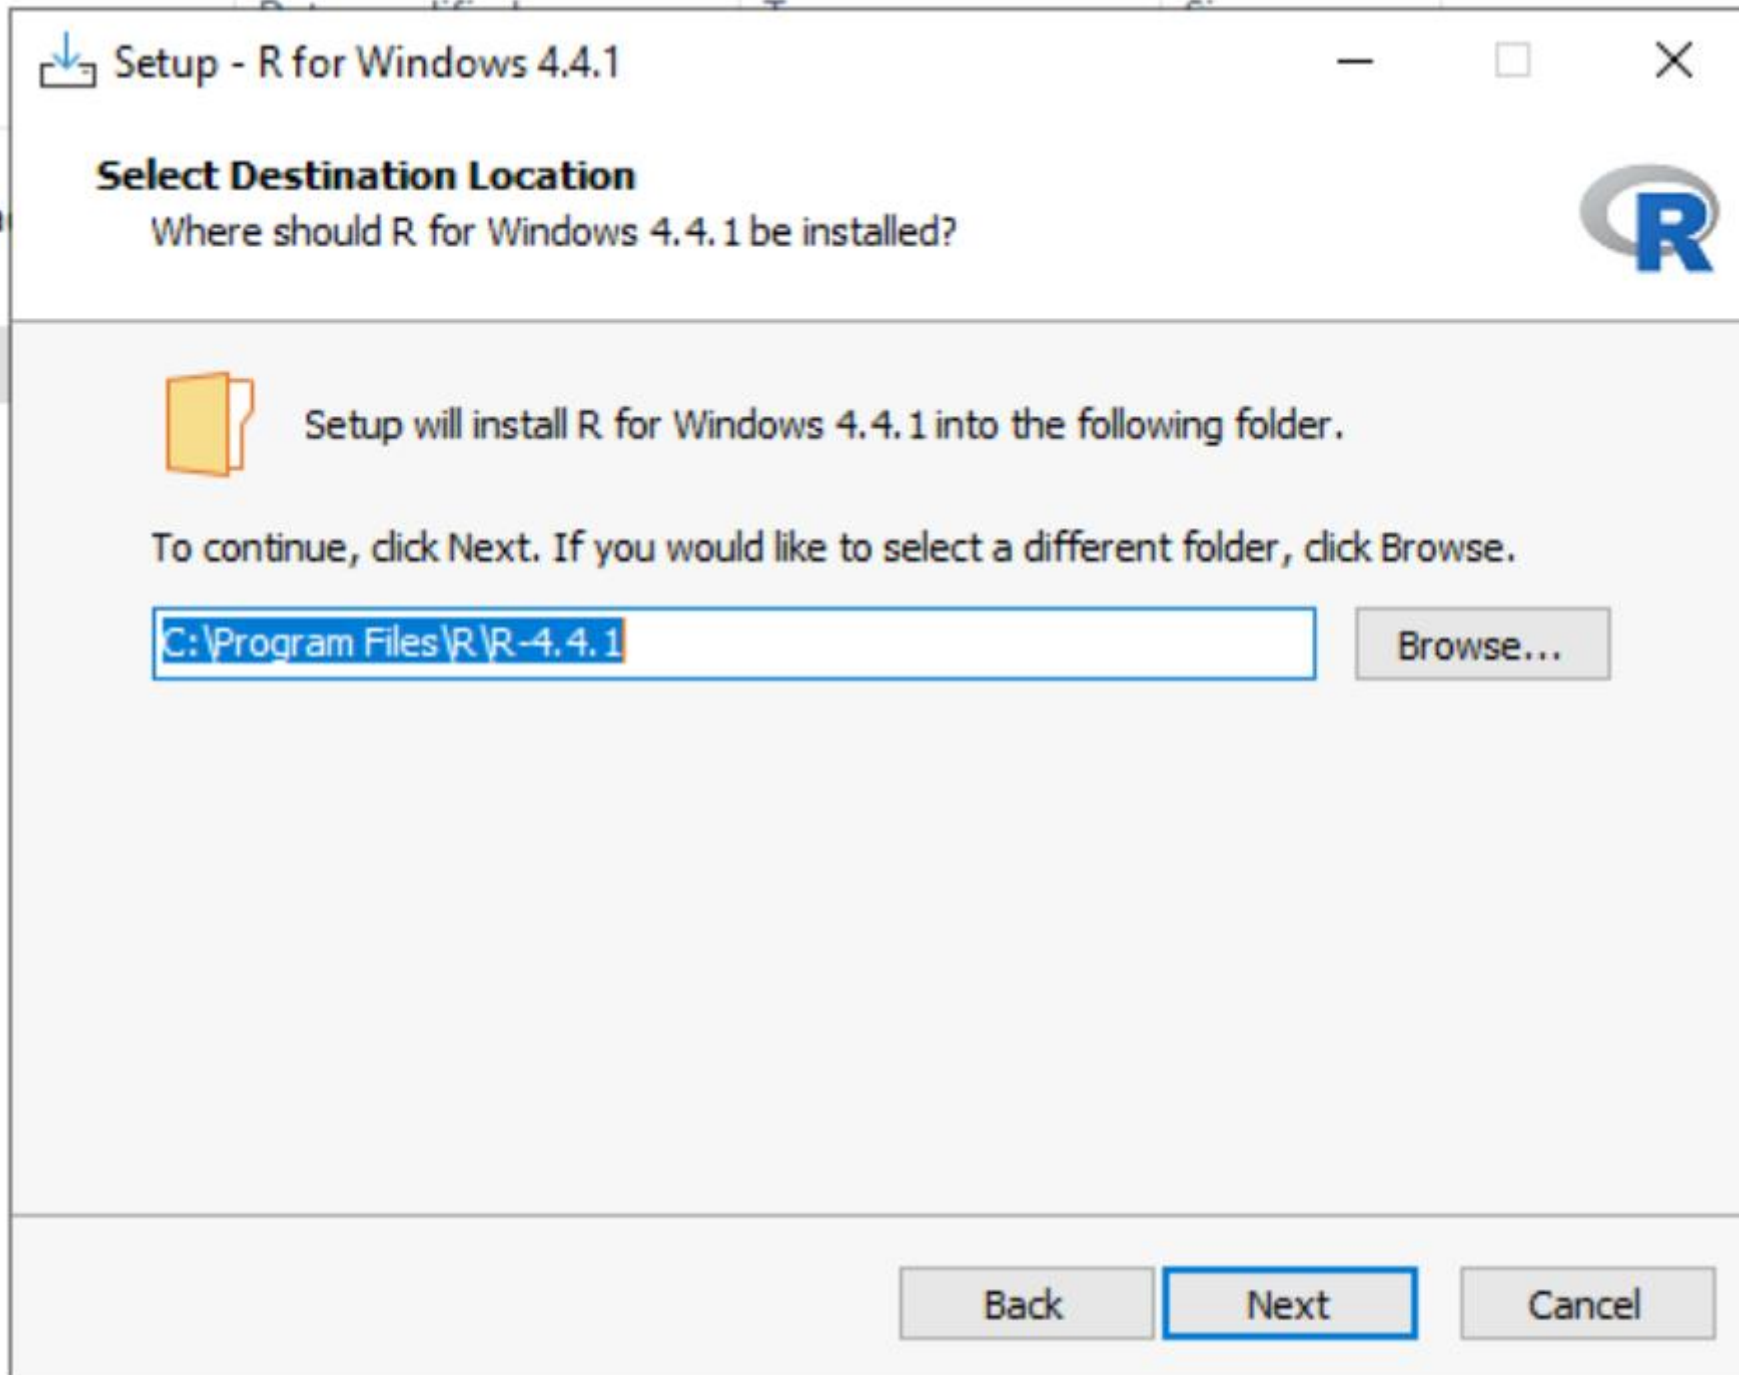 Setup - R for Windows 4.4.1
Select Destination Location
Where should R for Windows 4.4.1 be installed?
R
Setup will install R for Windows 4.4.1 into the following folder.
To continue, click Next. If you would like to select a different folder, click Browse.
C:\Program Files\R\R-4.4.1
Browse...
Back
Next
Cancel